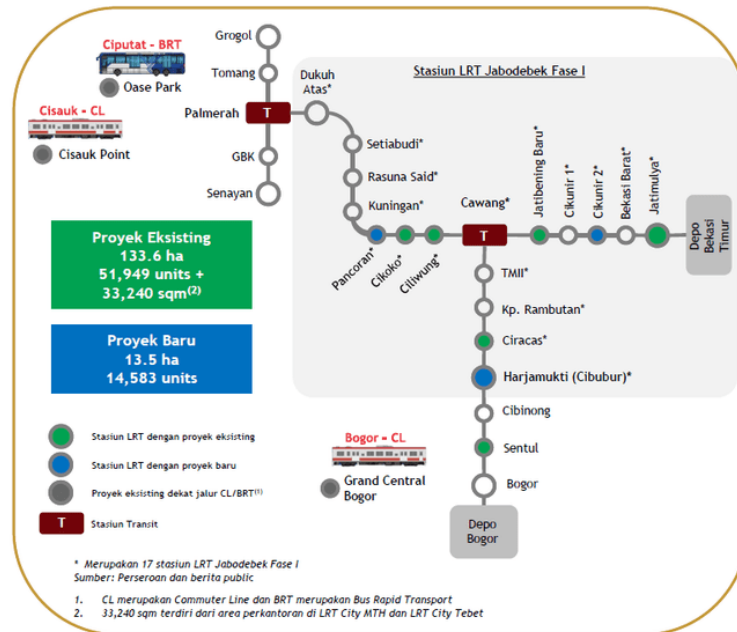 Ciputat - BRT
Oase Park
Cisauk - CL
Cisauk Point
Grogol
Tomang
Palmerah
T
GBK
Senayan
Stasiun LRT Jabodebek Fase I
Dukuh
Atas*
Setiabudi*
Rasuna Said*
Kuningan*
Pancoran*
Cikoko*
Ciliwung*
Cawang*
T
Jatibening Baru*
Cikunir 1*
Cikunir 2*
Bekasi Barat*
Jatimulya*
Depo
Bekasi
Timur
TMII*
Kp. Rambutan*
Ciracas*
Harjamukti (Cibubur)*
Cibinong
Sentul
Bogor
Depo
Bogor
Proyek Eksisting
133.6 ha
51,949 units +
33,240 sqm(2)
Proyek Baru
13.5 ha
14,583 units
Bogor - CL
Grand Central
Bogor
Stasiun LRT dengan proyek eksisting
Stasiun LRT dengan proyek baru
Proyek eksisting dekat jalur CL/BRT(1)
T Stasiun Transit
* Merupakan 17 stasiun LRT Jabodebek Fase I
Sumber: Perseroan dan berita public
1. CL merupakan Commuter Line dan BRT merupakan Bus Rapid Transport
2. 33,240 sqm terdiri dari area perkantoran di LRT City MTH dan LRT City Tebet